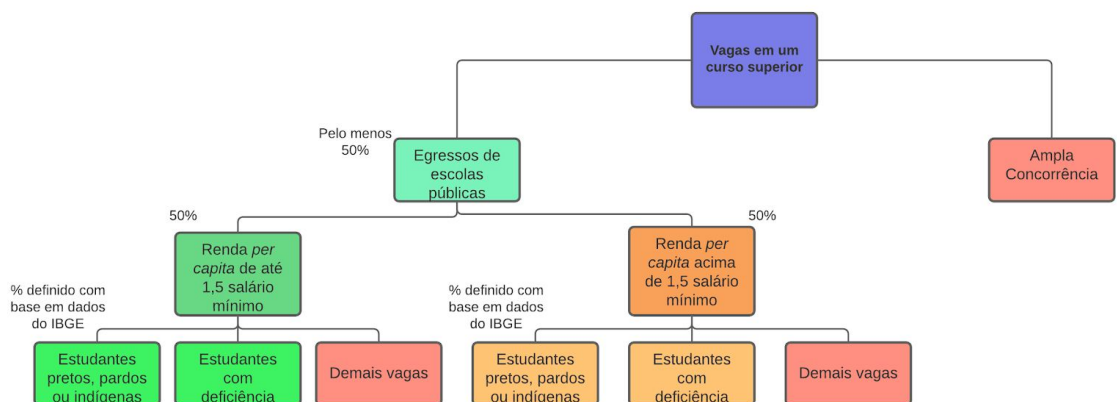 Vagas em um
curso superior
Pelo menos
50%
Egressos de
escolas
públicas
Ampla
Concorrência
50%
50%
Renda per
capita de até
1,5 salário
mínimo
Renda per
capita acima
de 1,5 salário
mínimo
% definido com
base em dados
do IBGE
% definido com
base em dados
do IBGE
Estudantes
pretos, pardos
ou indígenas
Estudantes
com
deficiência
Demais vagas
Estudantes
pretos, pardos
ou indígenas
Estudantes
com
deficiência
Demais vagas